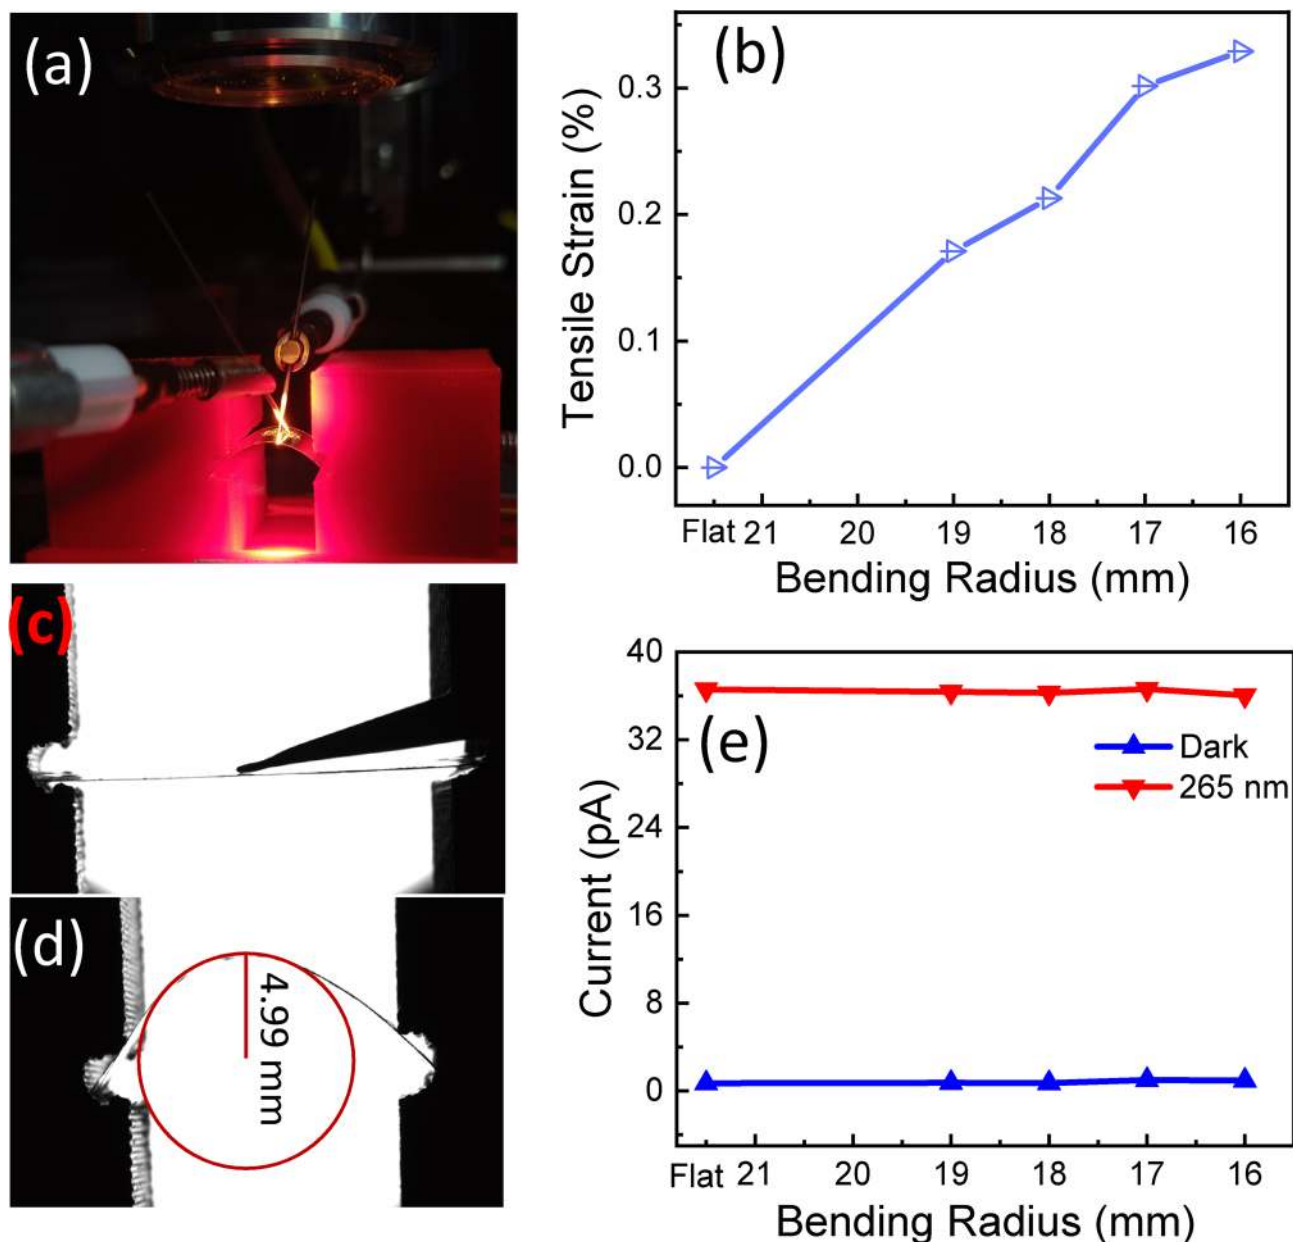 (a)
(b)
Tensile Strain (%)
0.3
0.2
0.1
0.0
Flat 21 20 19 18 17 16
Bending Radius (mm)
(c)
(d)
4.99 mm
(e)
Current (pA)
40
32
24
16
8
0
Dark
265 nm
Flat 21 20 19 18 17 16
Bending Radius (mm)